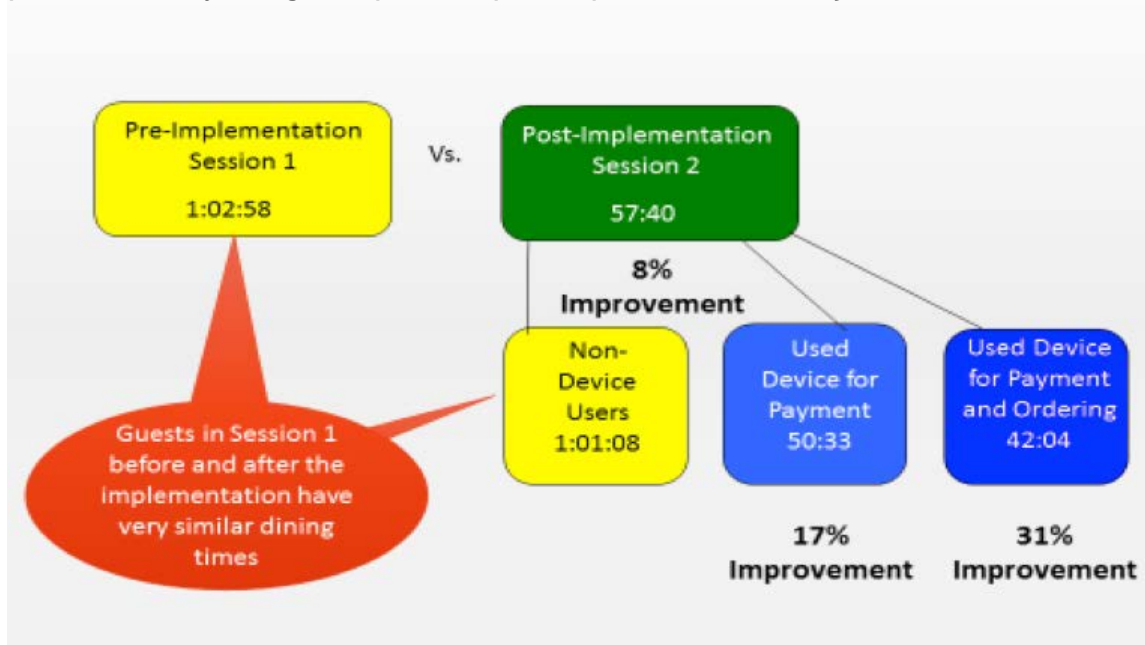 Pre-Implementation
Session 1
1:02:58
Vs.
Post-Implementation
Session 2
57:40
8%
Improvement
Non-
Device
Users
1:01:08
Used
Device for
Payment
50:33
Used Device
for Payment
and Ordering
42:04
Guests in Session 1
before and after the
implementation have
very similar dining
times
17%
Improvement
31%
Improvement